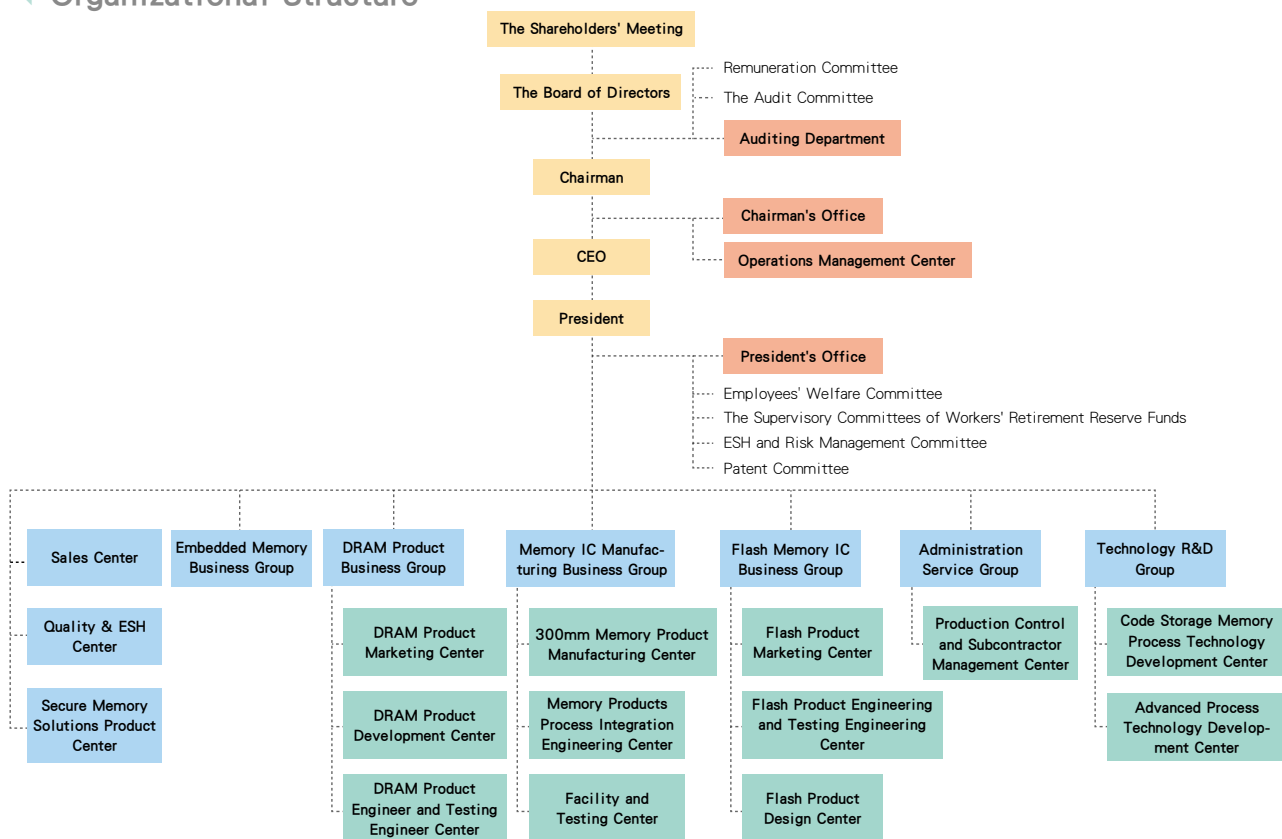 Organizational Structure
The Shareholders' Meeting
Remuneration Committee
The Board of Directors
The Audit Committee
Auditing Department
Chairman
Chairman's Office
CEO
Operations Management Center
President
President's Office
Employees' Welfare Committee
The Supervisory Committees of Workers' Retirement Reserve Funds
ESH and Risk Management Committee
Patent Committee
Sales Center
Quality & ESH
Center
Secure Memory
Solutions Product
Center
Embedded Memory
Business Group
DRAM Product
Business Group
DRAM Product
Marketing Center
DRAM Product
Development Center
DRAM Product
Engineer and Testing
Engineer Center
Memory IC Manufac-
turing Business Group
300mm Memory Product
Manufacturing Center
Memory Products
Process Integration
Engineering Center
Facility and
Testing Center
Flash Memory IC
Business Group
Flash Product
Marketing Center
Flash Product Engineering
and Testing Engineering
Center
Flash Product
Design Center
Administration
Service Group
Production Control
and Subcontractor
Management Center
Technology R&D
Group
Code Storage Memory
Process Technology
Development Center
Advanced Process
Technology Develop-
ment Center